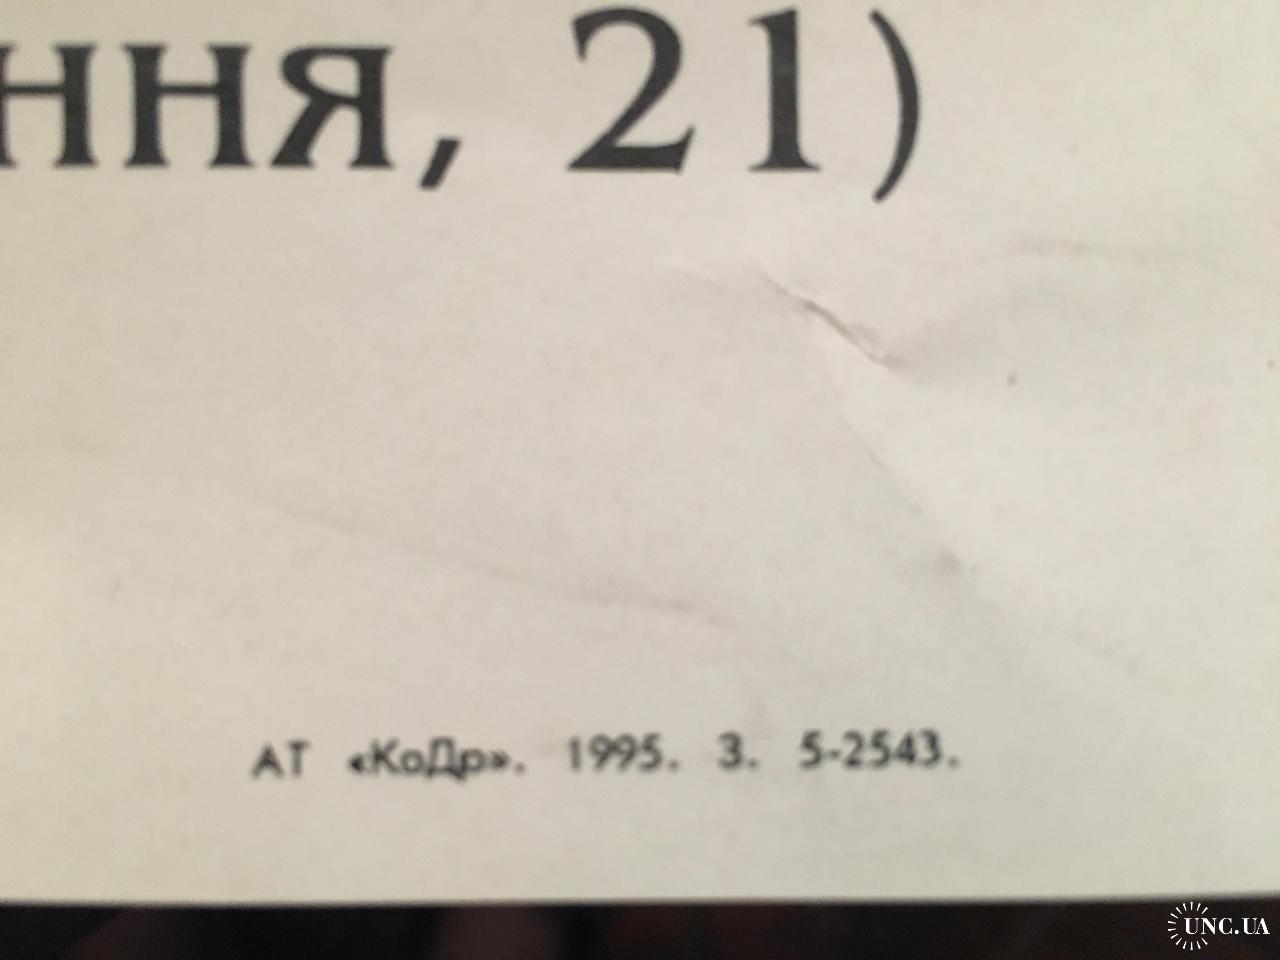 ння, 21)
АТ «КоДр». 1995. З. 5-2543.
UNC.UA